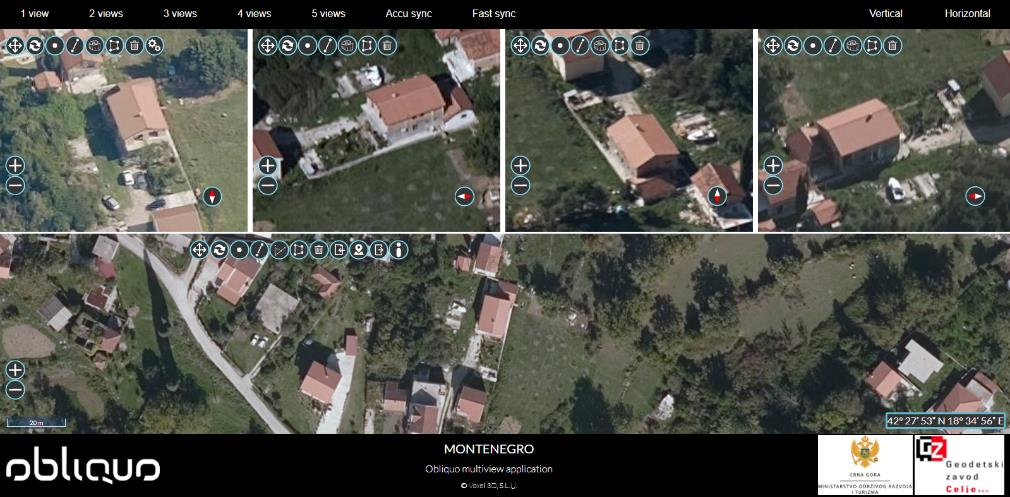 1 view
2 views
3 views
4 views
5 views
Accu sync
Fast sync
Vertical
Horizontal
20 m
42° 27' 53" N 18° 34' 56" E
obliquo
MONTENEGRO
Obliquo multiview application
© Voxel 3D, S.L.U.
CRNA GORA
MINISTARSTVO ODRŽIVOG RAZVOJA
I TURIZMA
GZ
Geodetski
zavod
Celje